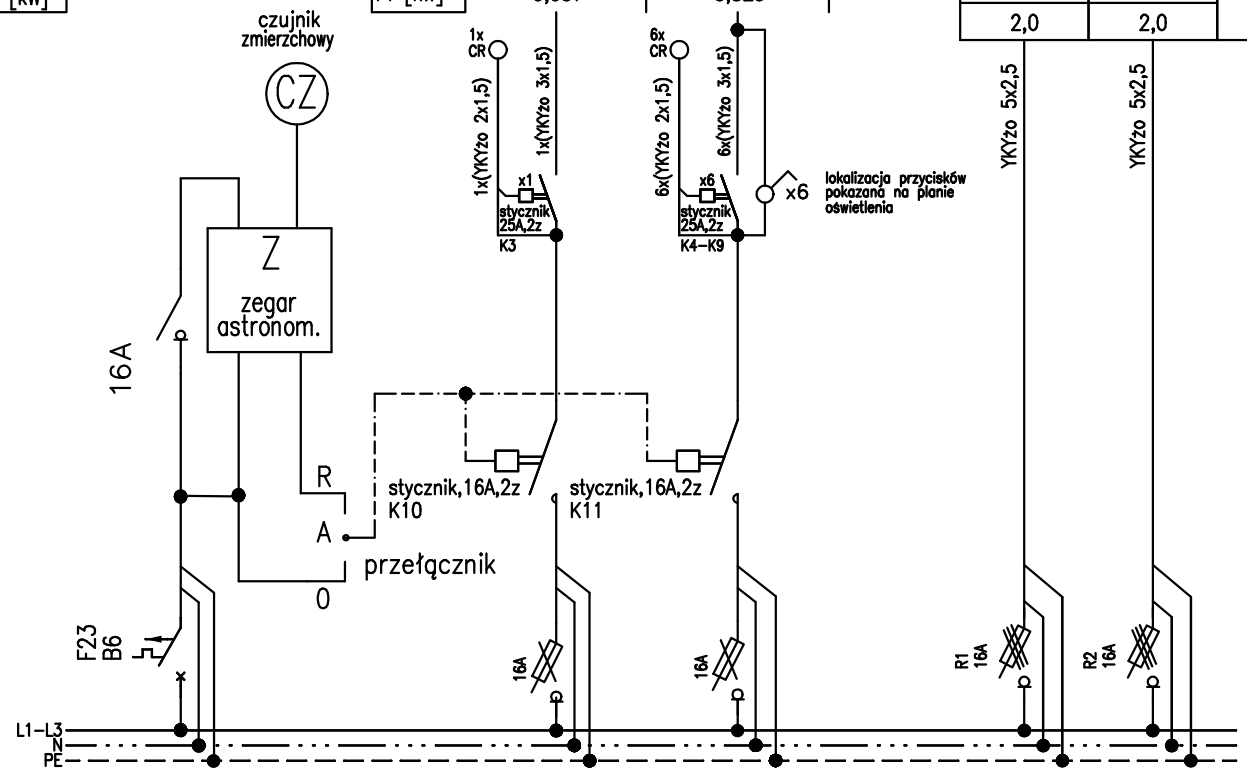 [kW]
2,0
2,0
czujnik
zmierzchowy
CZ
1x
CR
1x(YKYżo 2x1,5)
1x(YKYżo 3x1,5)
6x
CR
6x(YKYżo 2x1,5)
6x(YKYżo 3x1,5)
YKYżo 5x2,5
YKYżo 5x2,5
x1
stycznik
25A,2z
K3
x6
stycznik
25A,2z
K4-K9
x6
lokalizacja przycisków
pokazana na planie
oświetlenia
Z
zegar
astronom.
16A
R
A
0
przełącznik
stycznik,16A,2z
K10
stycznik,16A,2z
K11
F23
B6
16A
16A
R1
16A
R2
16A
L1-L3
N
PE